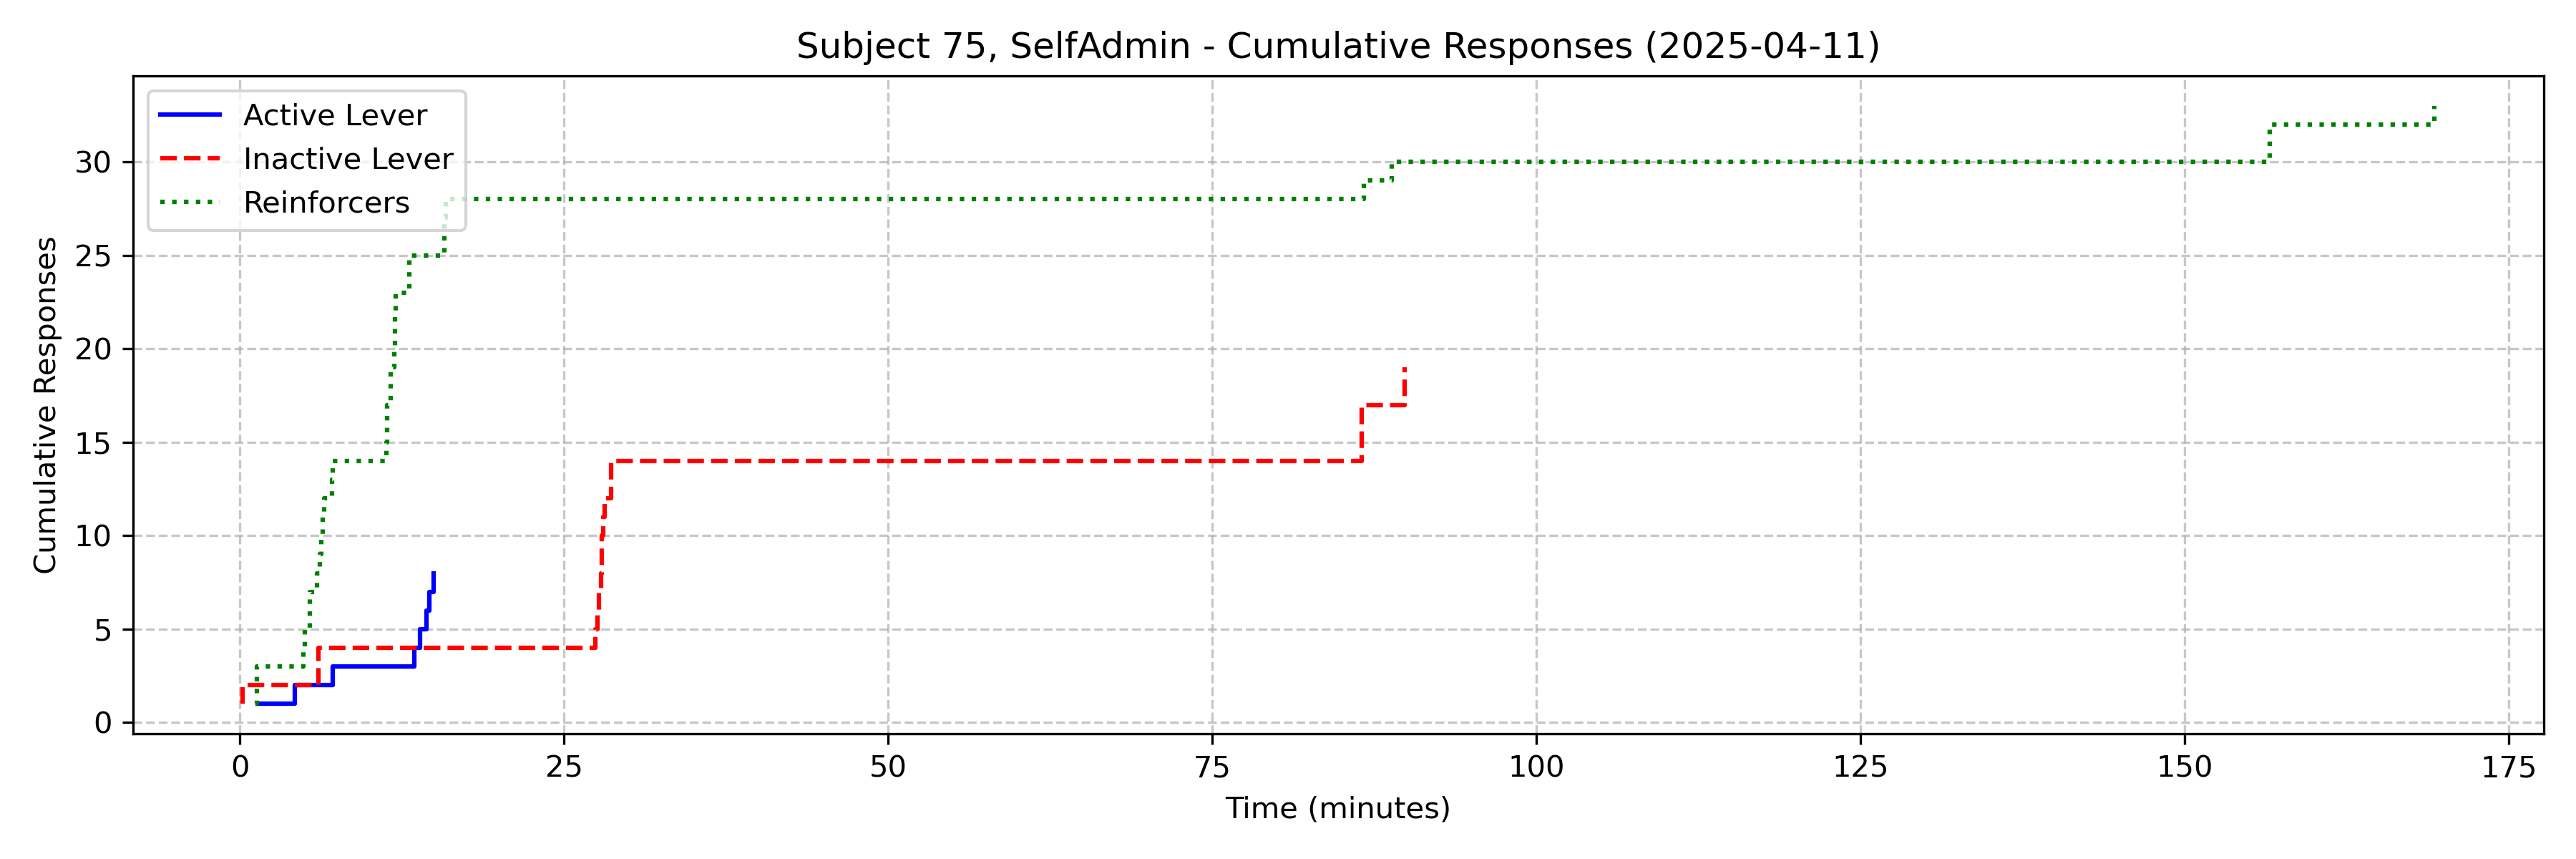 Subject 75, SelfAdmin - Cumulative Responses (2025-04-11)
Active Lever
Inactive Lever
Reinforcers
Cumulative Responses
30
25
20
15
10
5
0
0 25 50 75 100 125 150 175
Time (minutes)